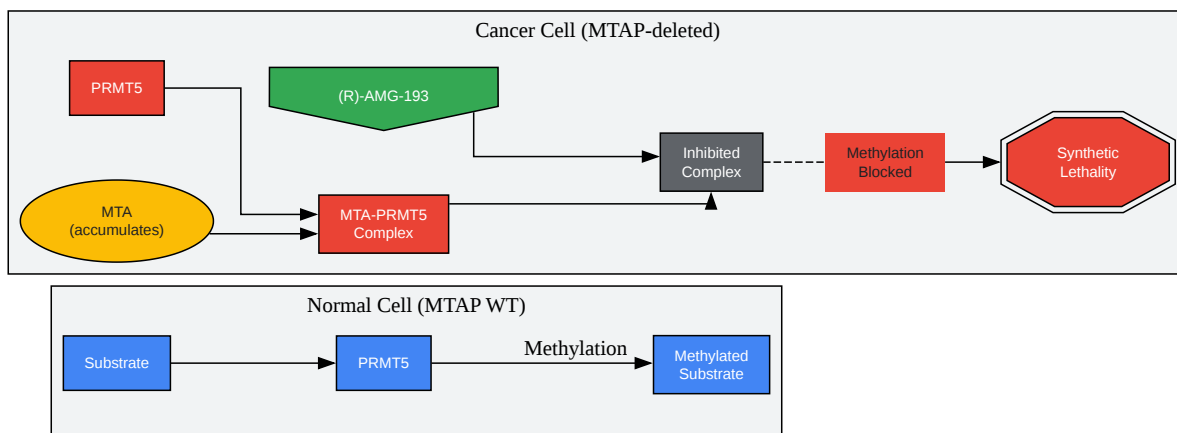 Cancer Cell (MTAP-deleted)
PRMT5
(R)-AMG-193
Inhibited
Complex
Methylation
Blocked
Synthetic
Lethality
MTA
(accumulates)
MTA-PRMT5
Complex
Normal Cell (MTAP WT)
Substrate
PRMT5
Methylation
Methylated
Substrate